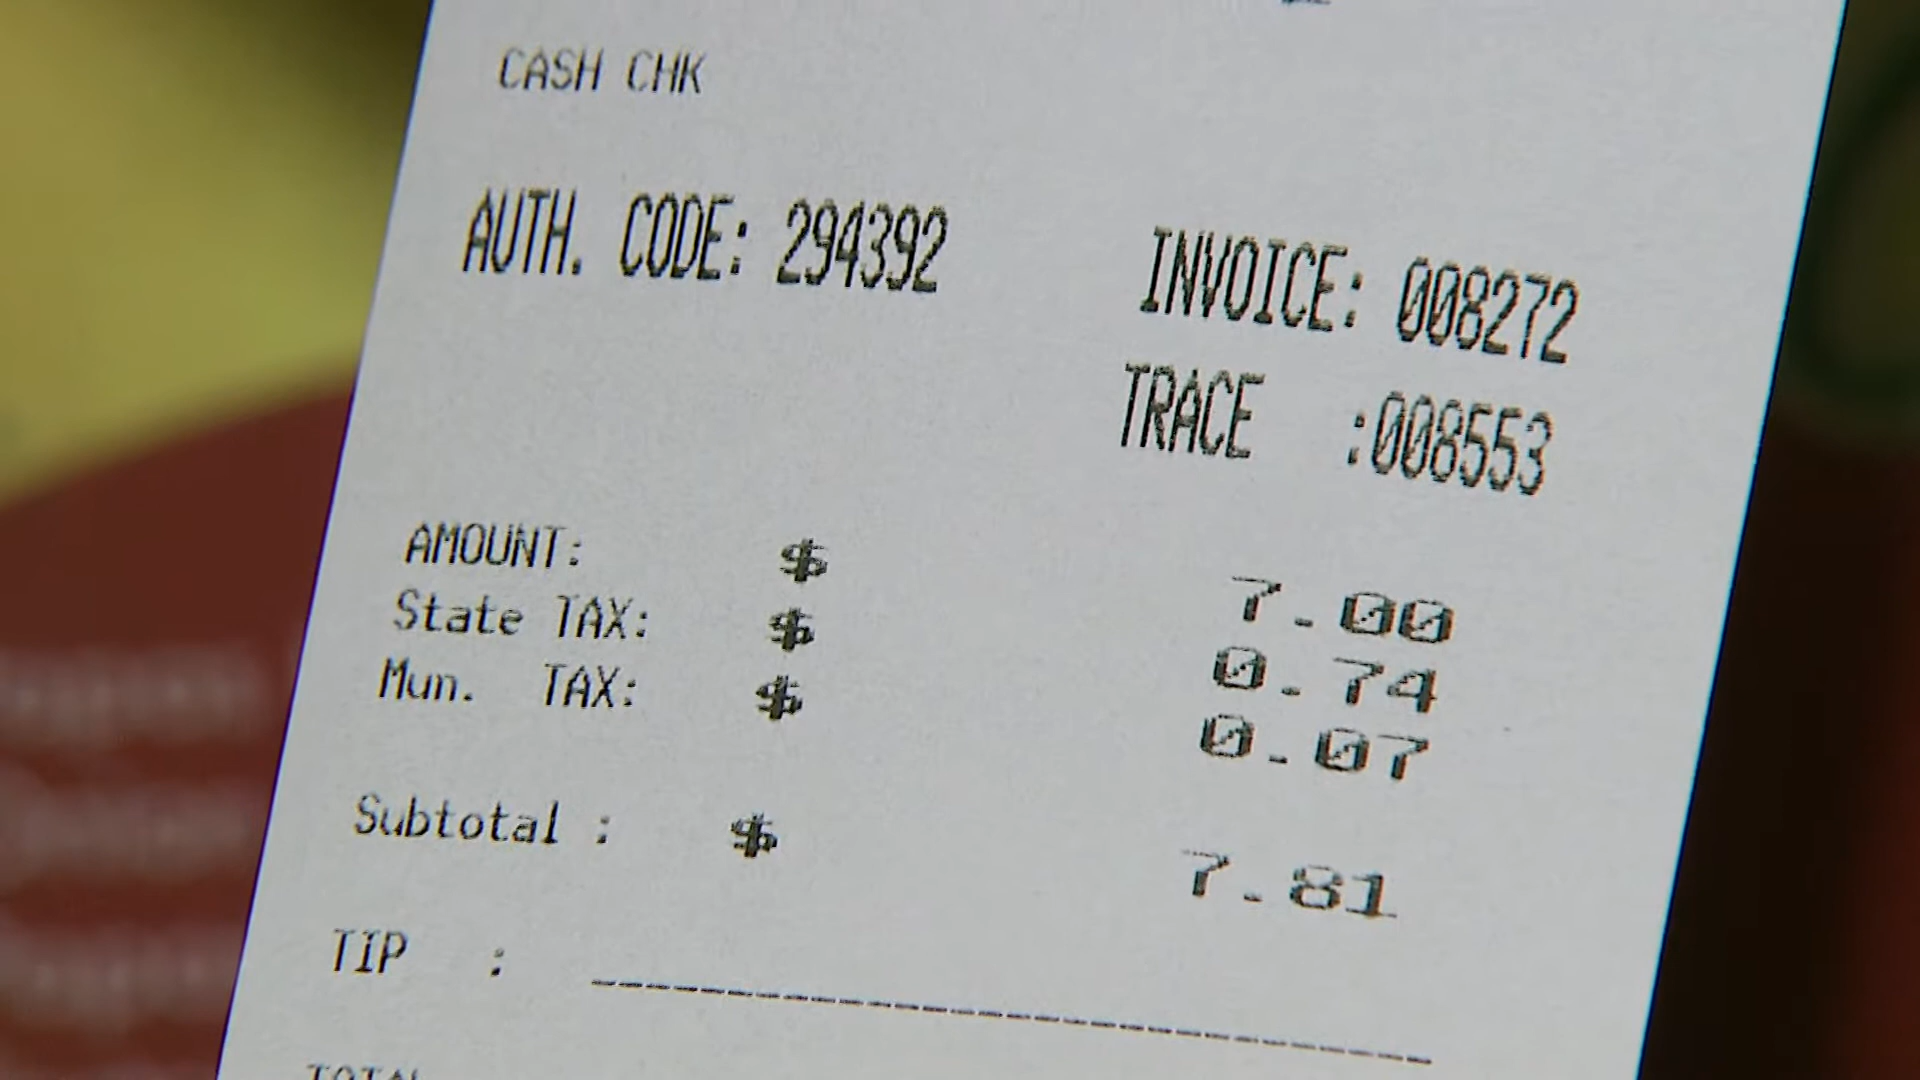 CASH CHK
AUTH. CODE: 294392
INVOICE: 008272
TRACE :008553
AMOUNT: $ 7.00
State TAX: $ 0.74
Mun. TAX: $ 0.07
Subtotal : $ 7.81
TIP :
TOTAL